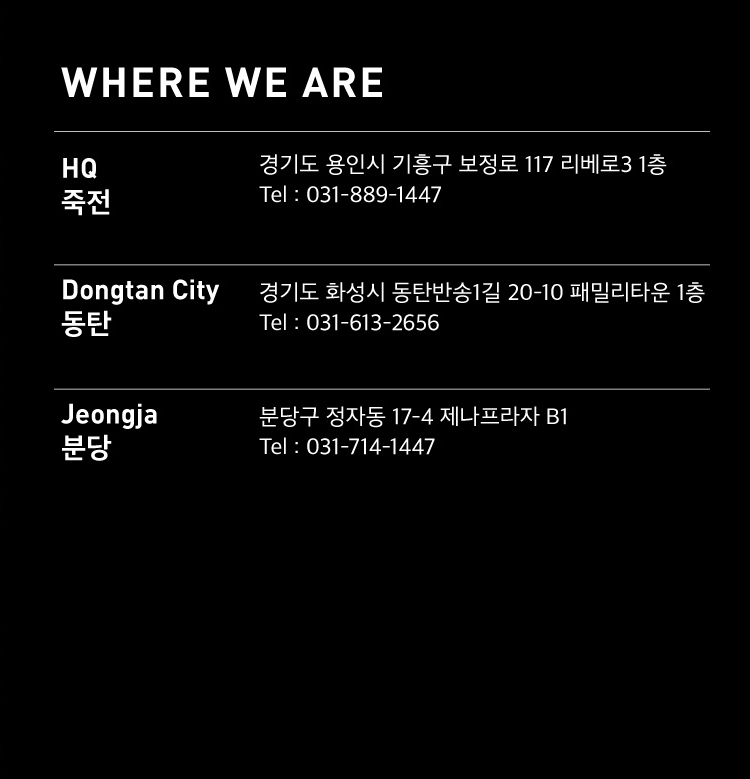 WHERE WE ARE
HQ
죽전
경기도 용인시 기흥구 보정로 117 리베로3 1층
Tel : 031-889-1447
Dongtan City
동탄
경기도 화성시 동탄반송1길 20-10 패밀리타운 1층
Tel : 031-613-2656
Jeongja
분당
분당구 정자동 17-4 제나프라자 B1
Tel : 031-714-1447